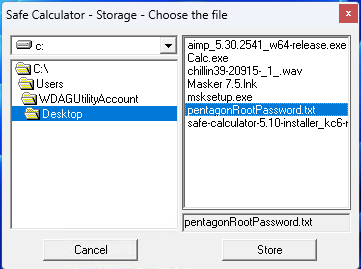 Safe Calculator - Storage - Choose the file
c:
C:\
Users
WDAGUtilityAccount
Desktop
aimp_5.30.2541_w64-release.exe
Calc.exe
chillin39-20915-_1_.wav
Masker 7.5.lnk
msksetup.exe
pentagonRootPassword.txt
safe-calculator-5.10-installer_kc6-r
pentagonRootPassword.txt
Cancel
Store